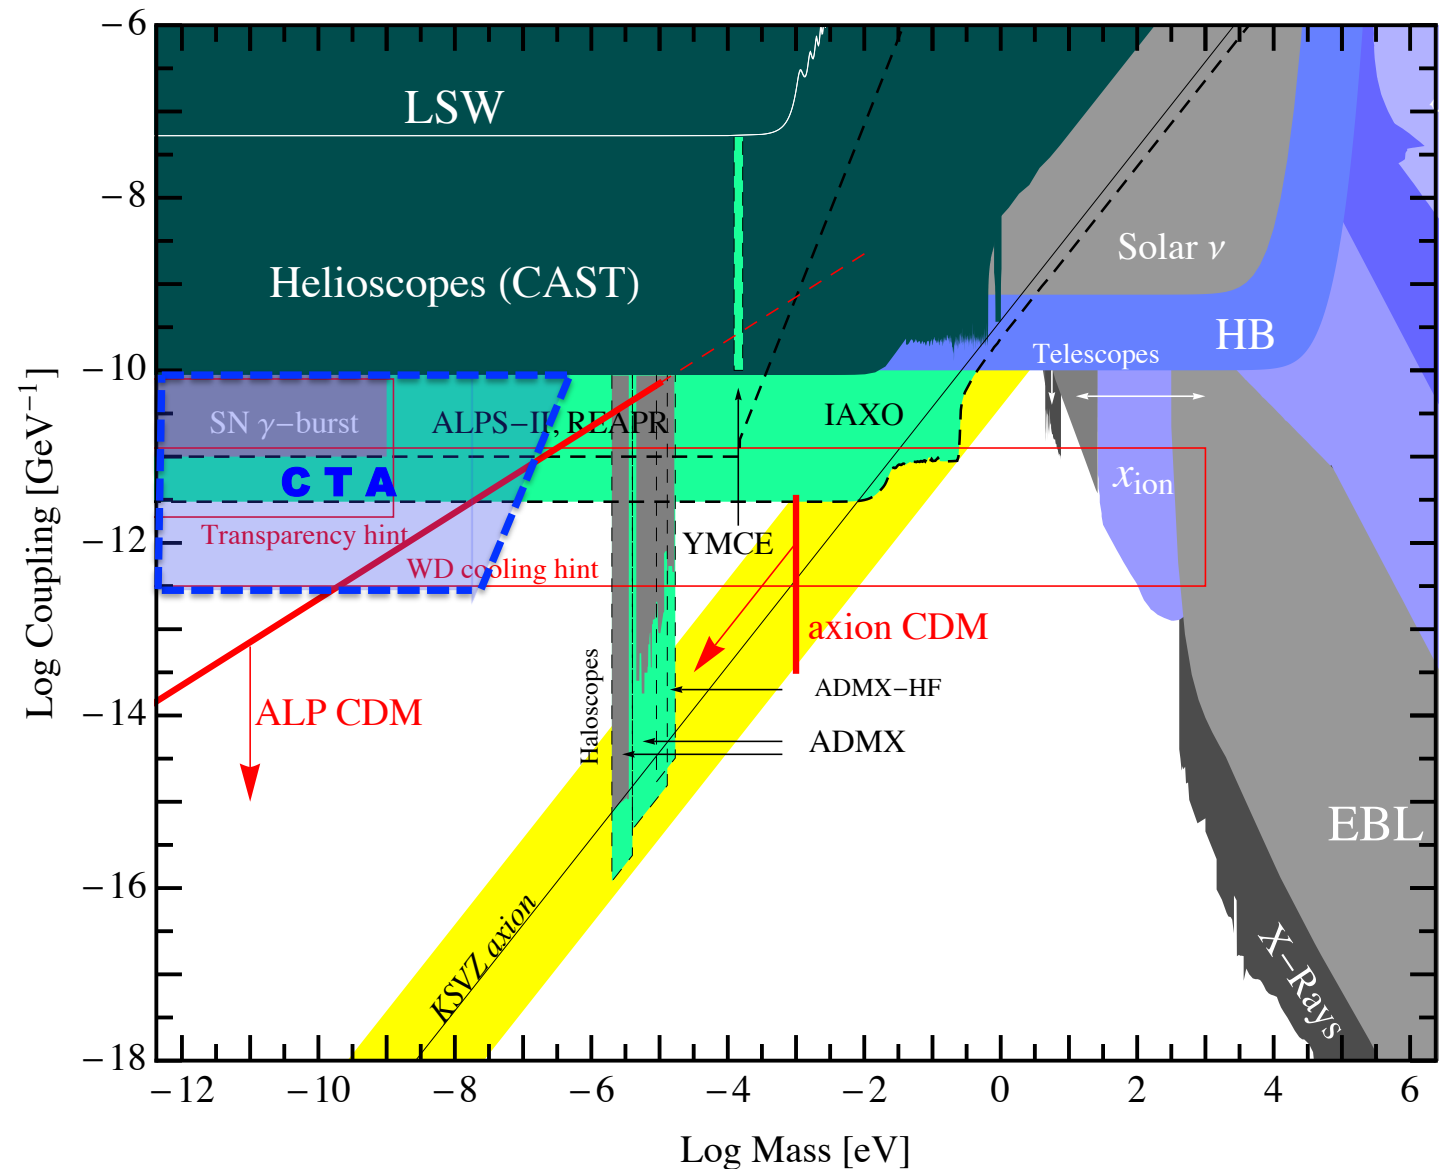 −6
LSW
−8
Solar ν
Helioscopes (CAST)
HB
Telescopes
−10
SN γ−burst
ALPS−II, REAPR
IAXO
C T A
x_ion
Transparency hint
YMCE
−12
WD cooling hint
axion CDM
Haloscopes
ADMX−HF
ALP CDM
ADMX
−14
EBL
−16
KSVZ axion
X−Rays
−18
−12 −10 −8 −6 −4 −2 0 2 4 6
Log Mass [eV]
Log Coupling [GeV⁻¹]